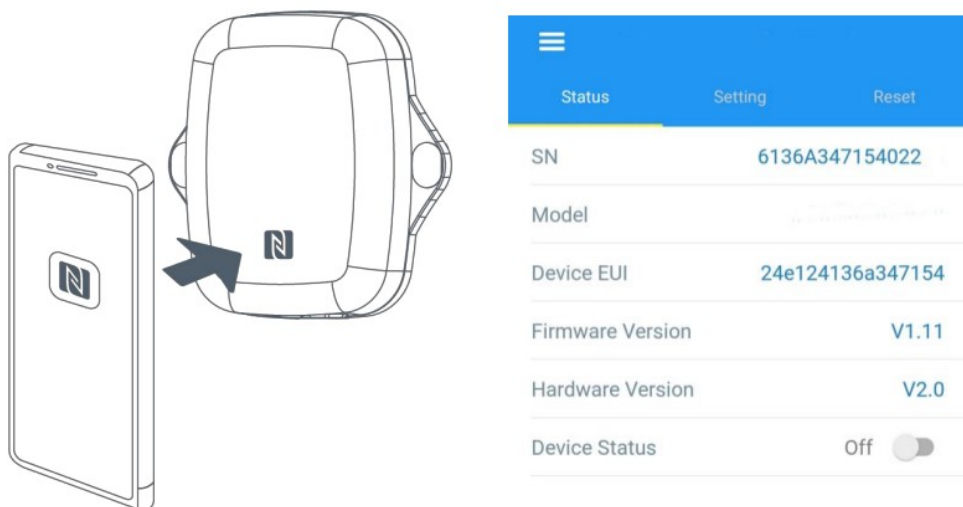 Status Setting Reset
SN 6136A347154022
Model
Device EUI 24e124136a347154
Firmware Version V1.11
Hardware Version V2.0
Device Status Off